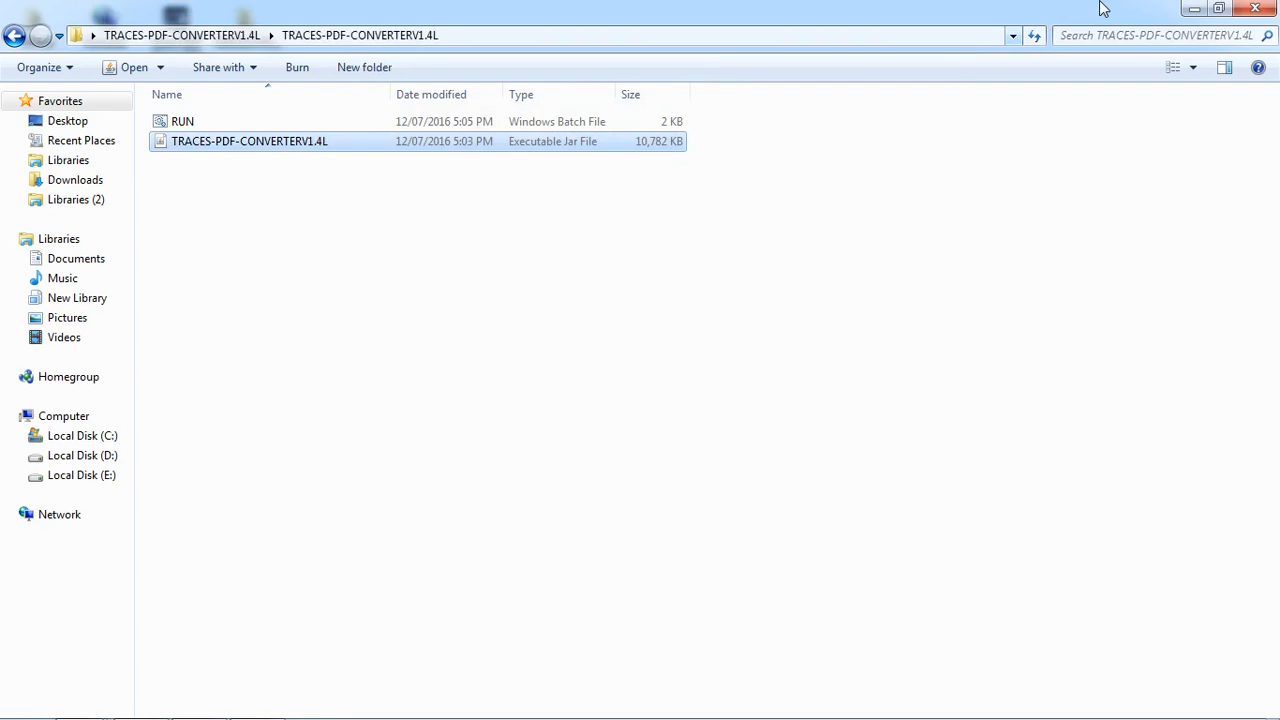 TRACES-PDF-CONVERTERV1.4L TRACES-PDF-CONVERTERV1.4L Search TRACES-PDF-CONVERTERV1.4L
Organize Open Share with Burn New folder
Name Date modified Type Size
RUN 12/07/2016 5:05 PM Windows Batch File 2 KB
TRACES-PDF-CONVERTERV1.4L 12/07/2016 5:03 PM Executable Jar File 10,782 KB
Favorites
Desktop
Recent Places
Libraries
Downloads
Libraries (2)
Libraries
Documents
Music
New Library
Pictures
Videos
Homegroup
Computer
Local Disk (C:)
Local Disk (D:)
Local Disk (E:)
Network